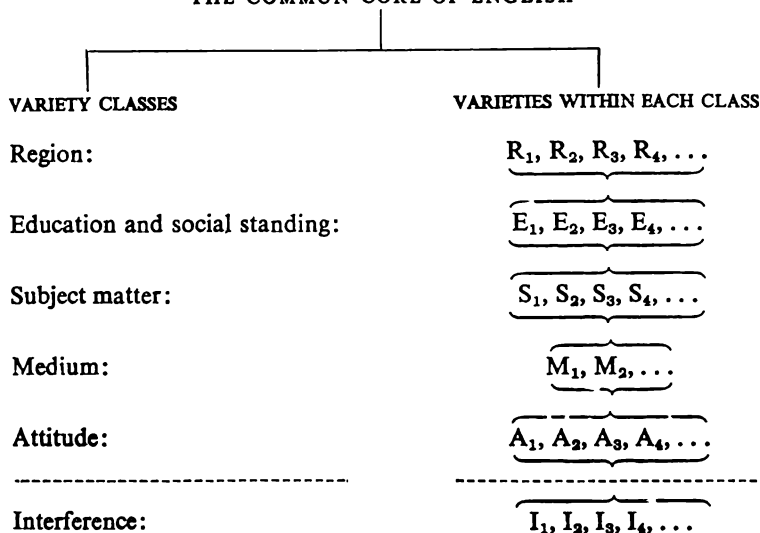 THE COMMON CORE OF ENGLISH
VARIETY CLASSES VARIETIES WITHIN EACH CLASS
Region: R₁, R₂, R₃, R₄, ...
Education and social standing: E₁, E₂, E₃, E₄, ...
Subject matter: S₁, S₂, S₃, S₄, ...
Medium: M₁, M₂, ...
Attitude: A₁, A₂, A₃, A₄, ...
Interference: I₁, I₂, I₃, I₄, ...